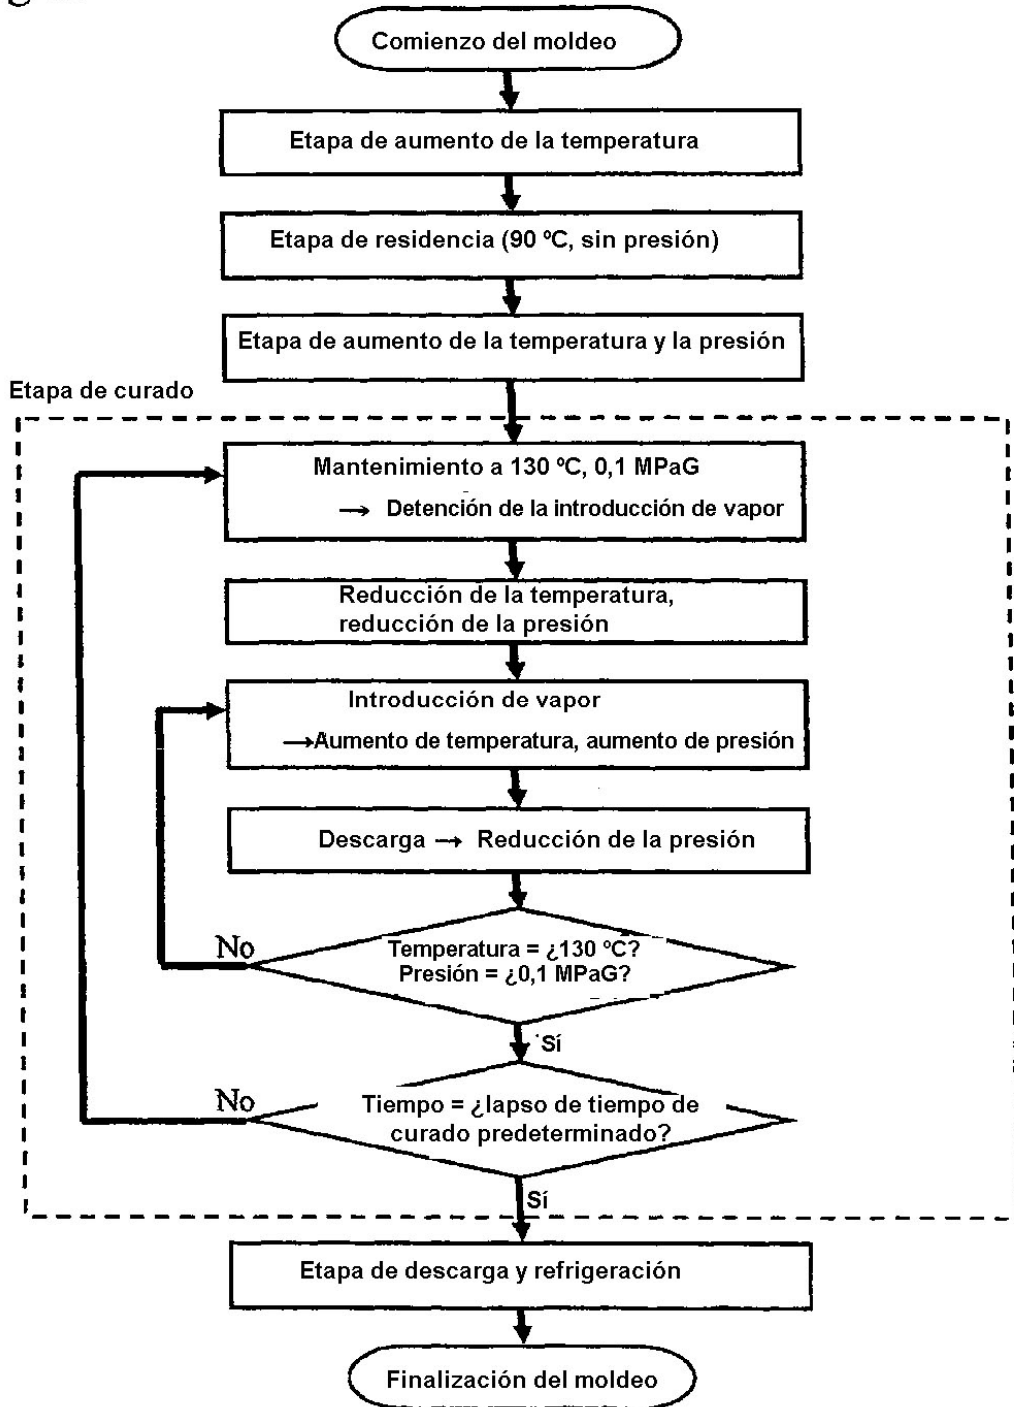 Comienzo del moldeo
Etapa de aumento de la temperatura
Etapa de residencia (90 ºC, sin presión)
Etapa de aumento de la temperatura y la presión
Etapa de curado
Mantenimiento a 130 ºC, 0,1 MPaG
→ Detención de la introducción de vapor
Reducción de la temperatura,
reducción de la presión
Introducción de vapor
→Aumento de temperatura, aumento de presión
Descarga → Reducción de la presión
No
Temperatura = ¿130 ºC?
Presión = ¿0,1 MPaG?
Sí
No
Tiempo = ¿lapso de tiempo de
curado predeterminado?
Sí
Etapa de descarga y refrigeración
Finalización del moldeo